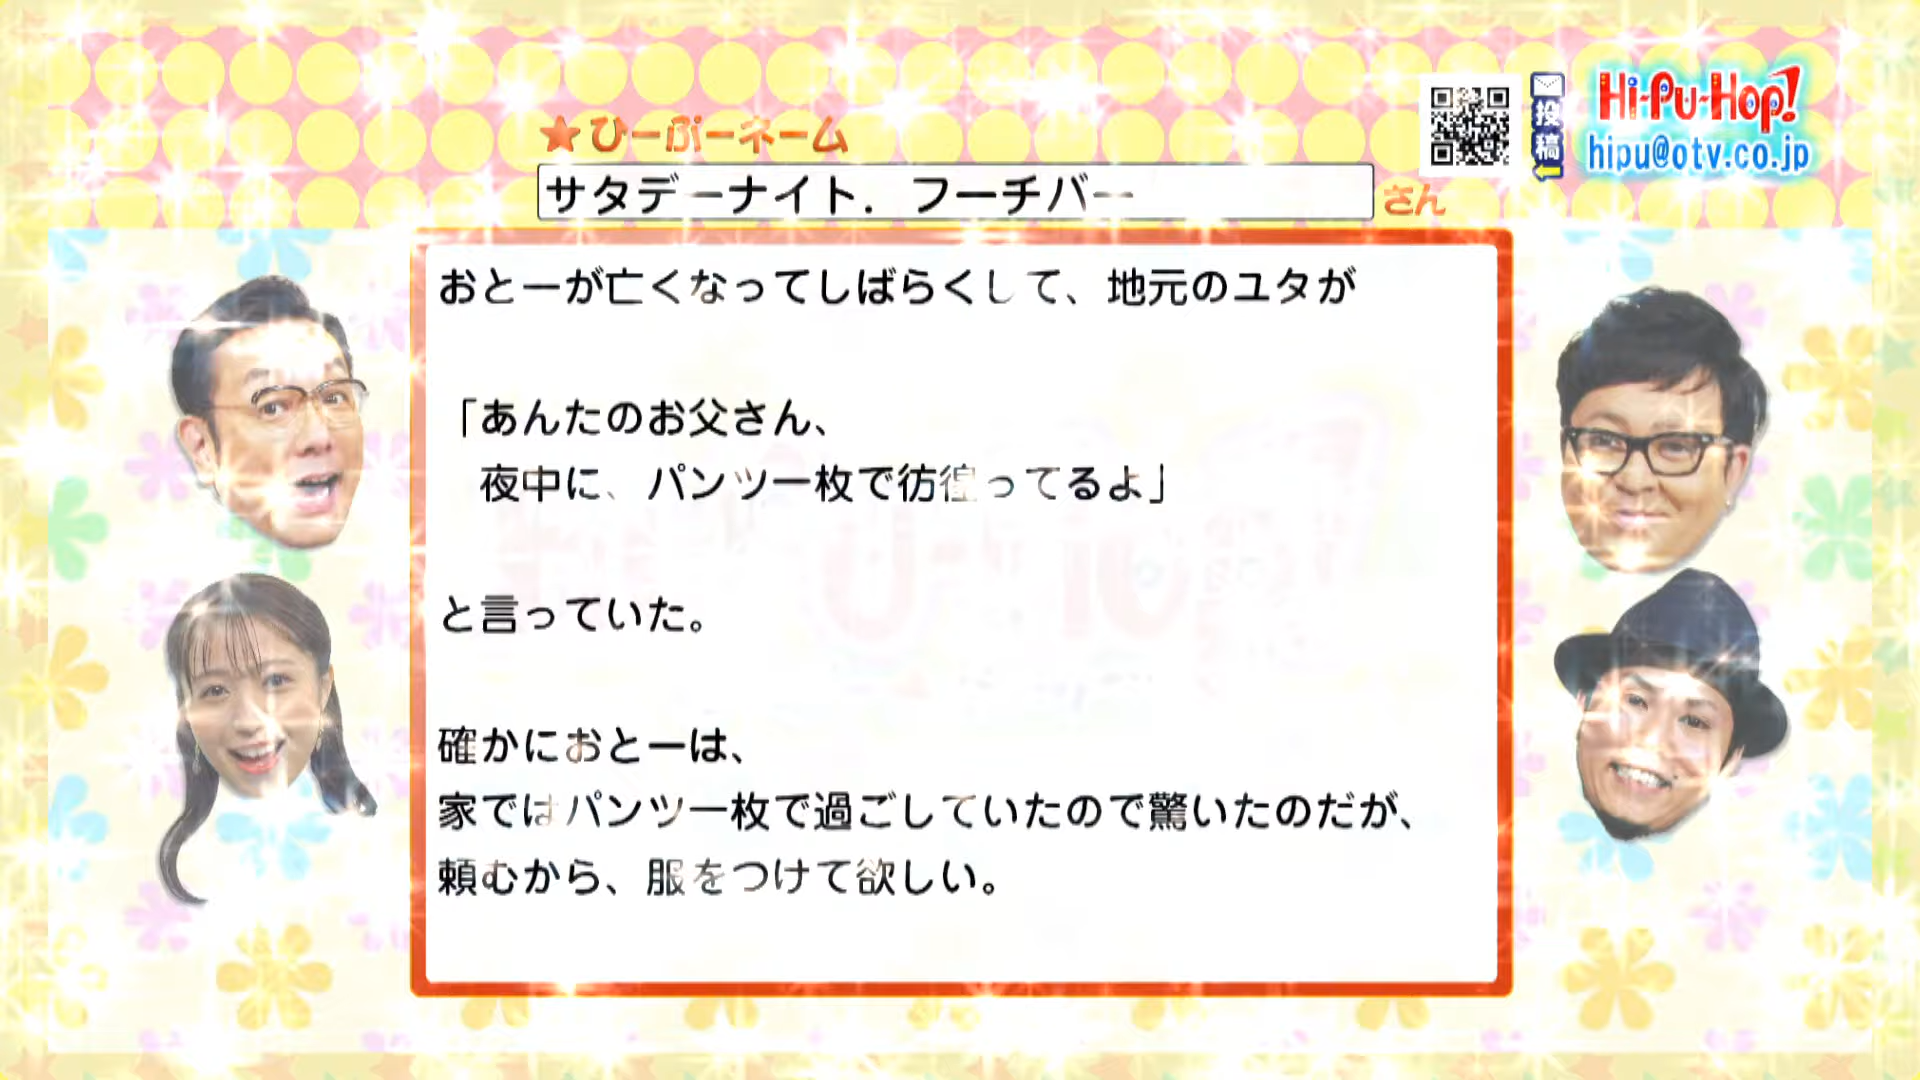 Hi-Pu-Hop!
投稿
hipu@otv.co.jp
★ひーぷーネーム
サタデーナイト．フーチバー
さん
おとーが亡くなってしばらくして、地元のユタが
「あんたのお父さん、
夜中に、パンツ一枚で彷徨ってるよ」
と言っていた。
確かにおとーは、
家ではパンツ一枚で過ごしていたので驚いたのだが、
頼むから、服をつけて欲しい。